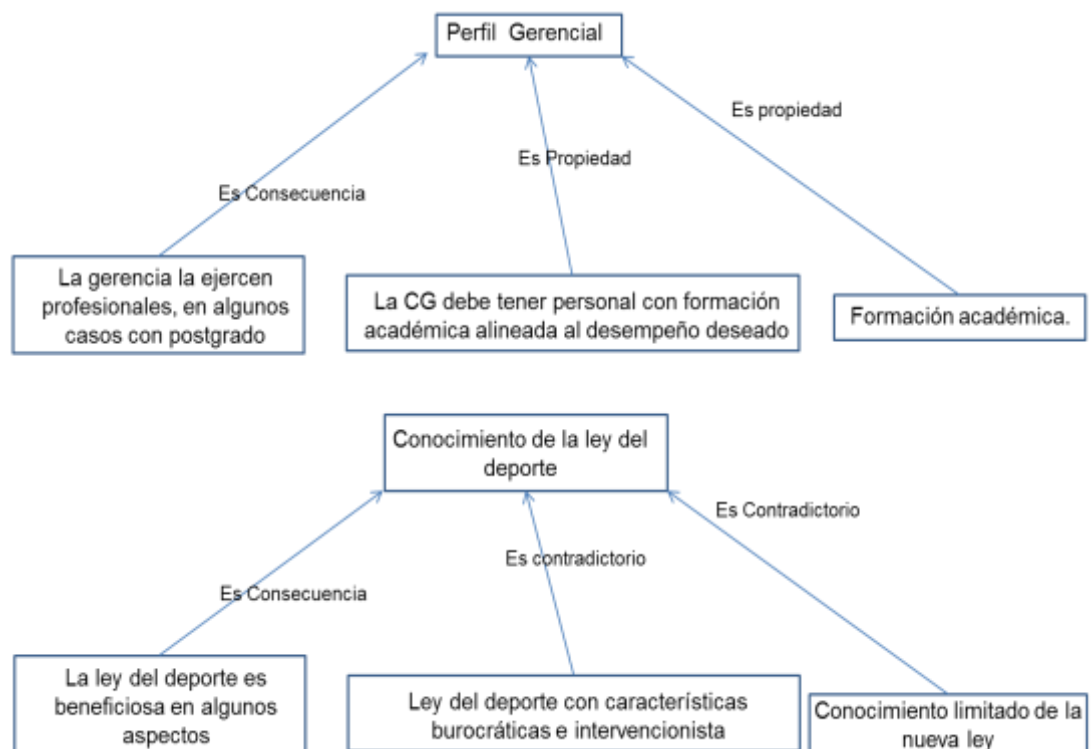 Perfil Gerencial
Es propiedad
Es Propiedad
Es Consecuencia
La gerencia la ejercen
profesionales, en algunos
casos con postgrado
La CG debe tener personal con formación
académica alineada al desempeño deseado
Formación académica.
Conocimiento de la ley del
deporte
Es Contradictorio
Es contradictorio
Es Consecuencia
La ley del deporte es
beneficiosa en algunos
aspectos
Ley del deporte con características
burocráticas e intervencionista
Conocimiento limitado de la
nueva ley